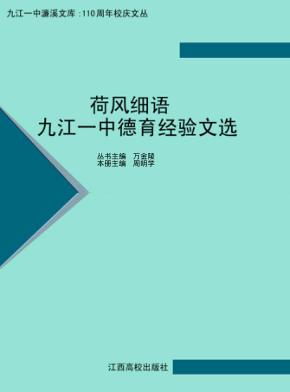 九江一中濂溪文库：110周年校庆文丛
荷风细语
九江一中德育经验文选
丛书主编 万金陵
本册主编 周明学
江西高校出版社